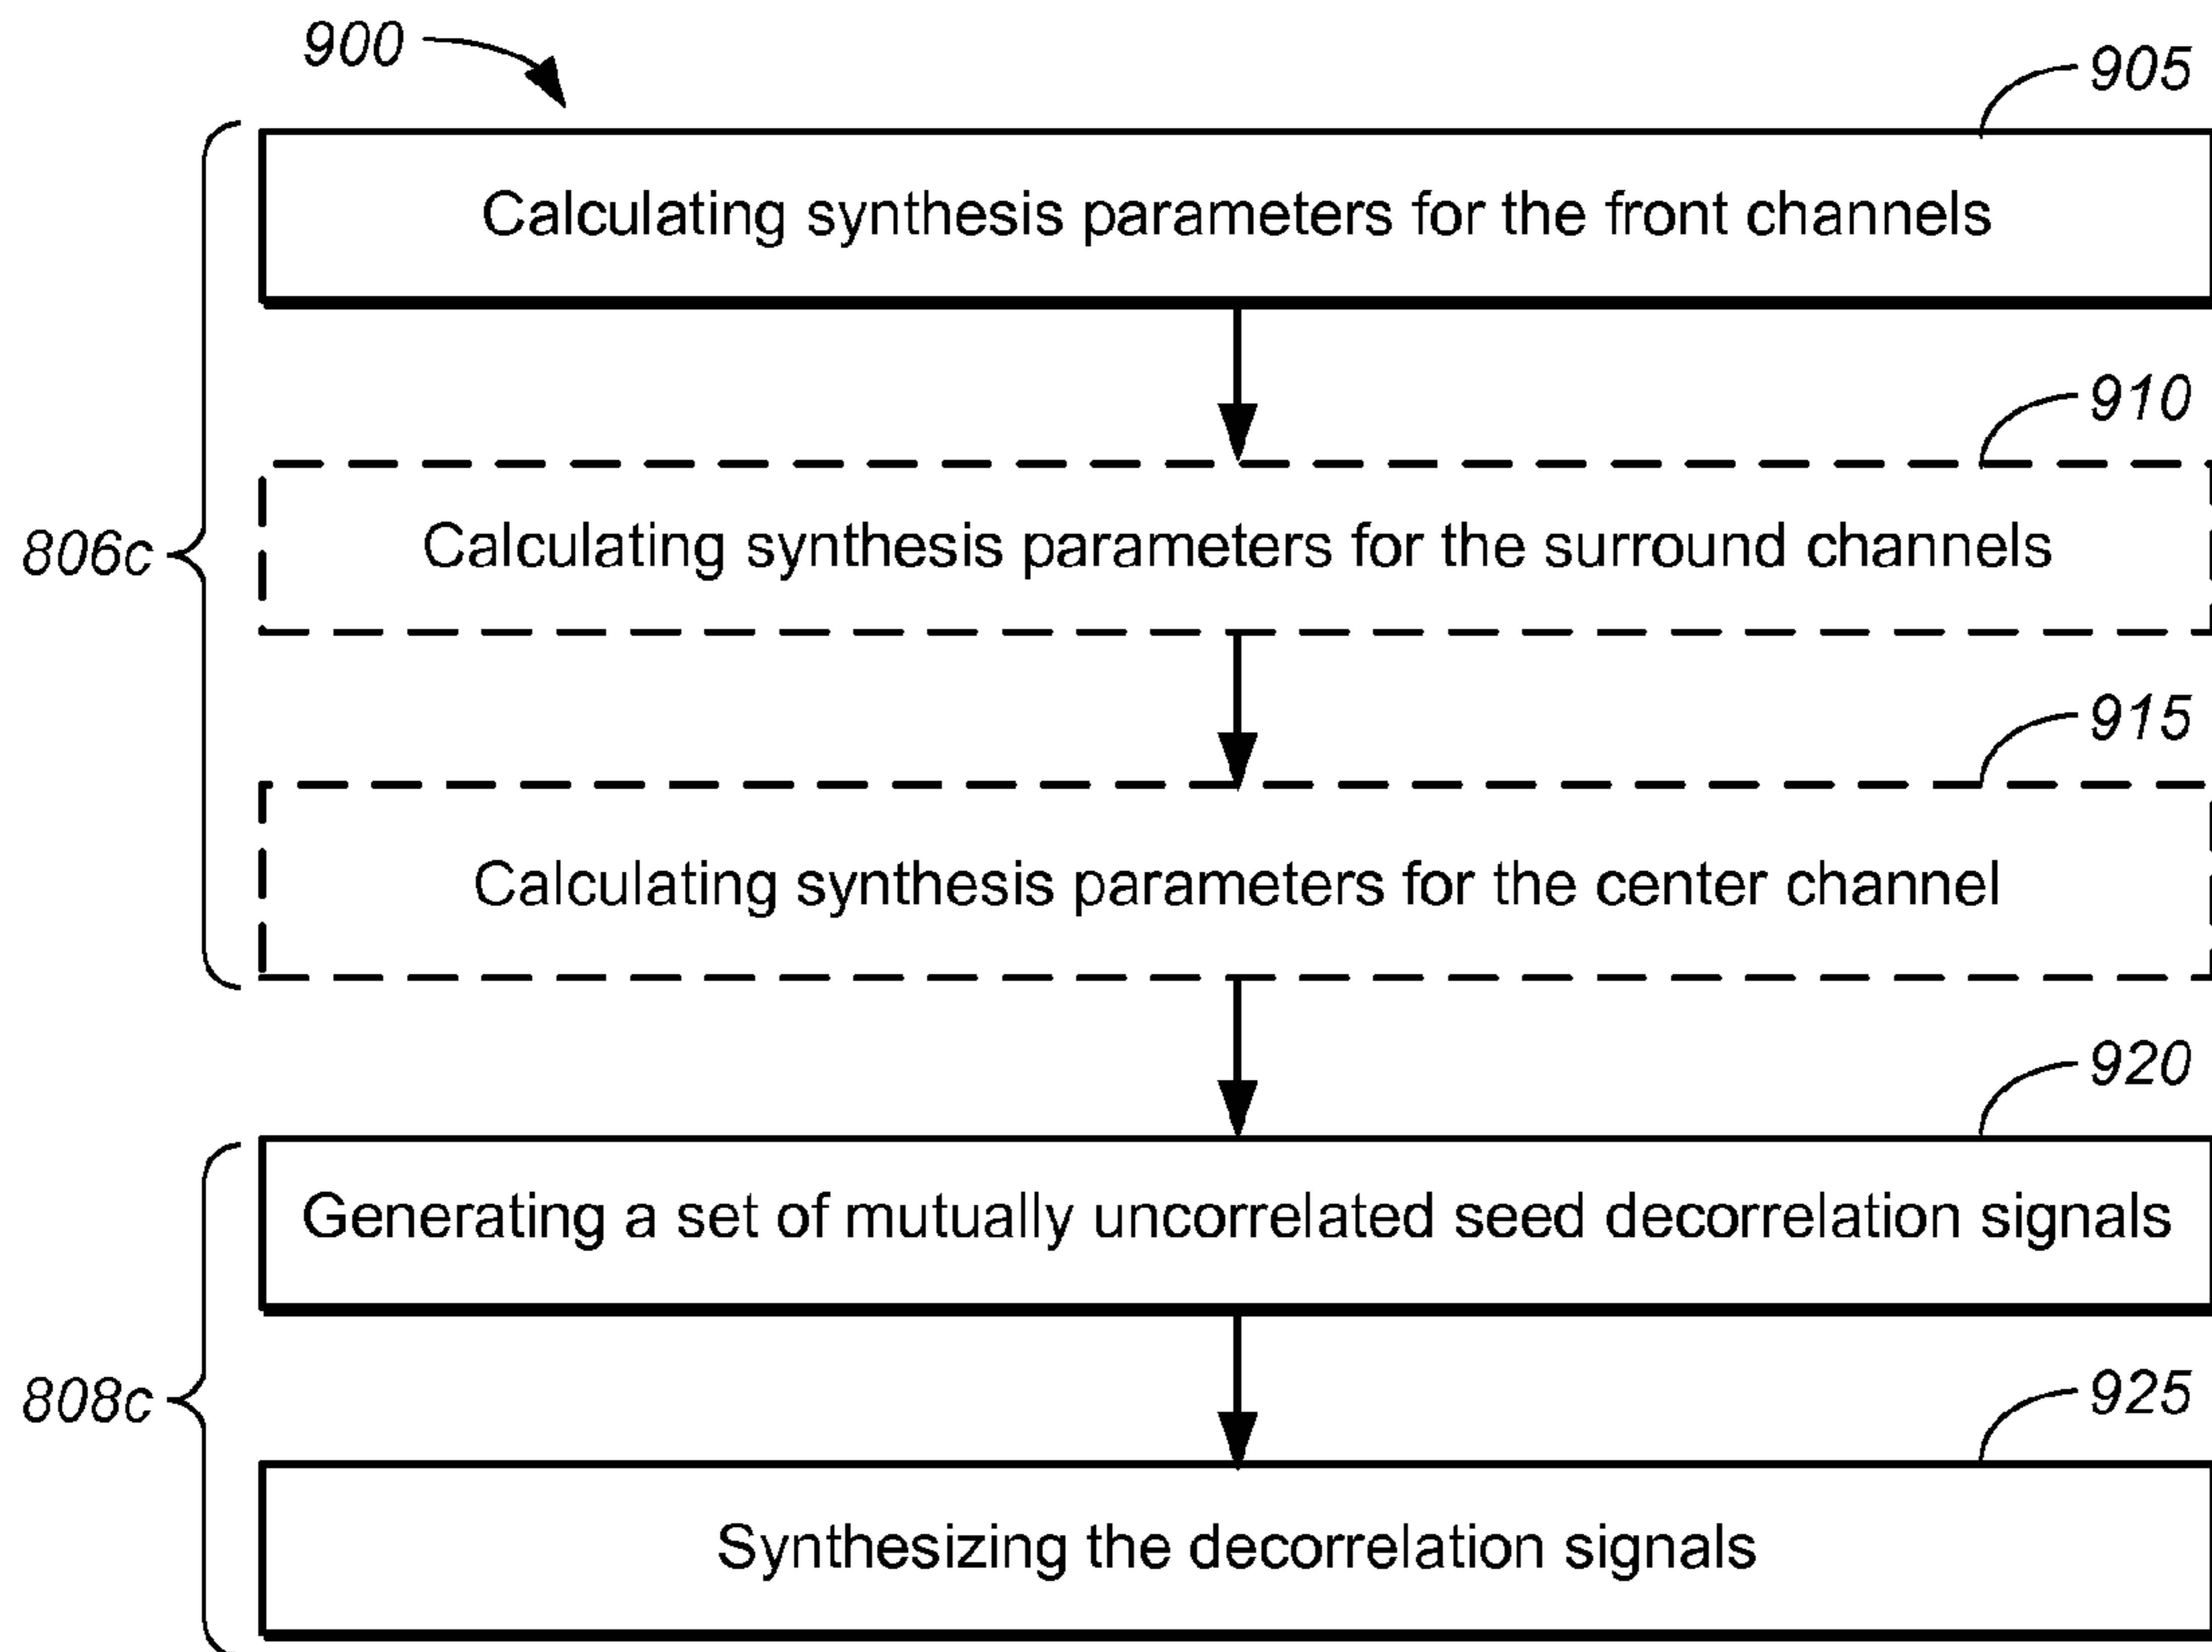 900
905
Calculating synthesis parameters for the front channels
910
806c
Calculating synthesis parameters for the surround channels
915
Calculating synthesis parameters for the center channel
920
Generating a set of mutually uncorrelated seed decorrelation signals
808c
925
Synthesizing the decorrelation signals